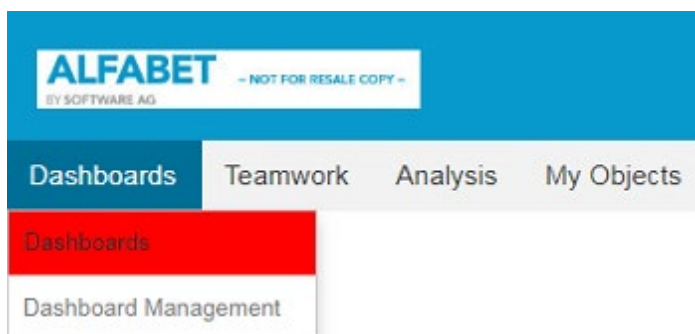 ALFABET – NOT FOR RESALE COPY –
BY SOFTWARE AG
Dashboards Teamwork Analysis My Objects
Dashboards
Dashboard Management